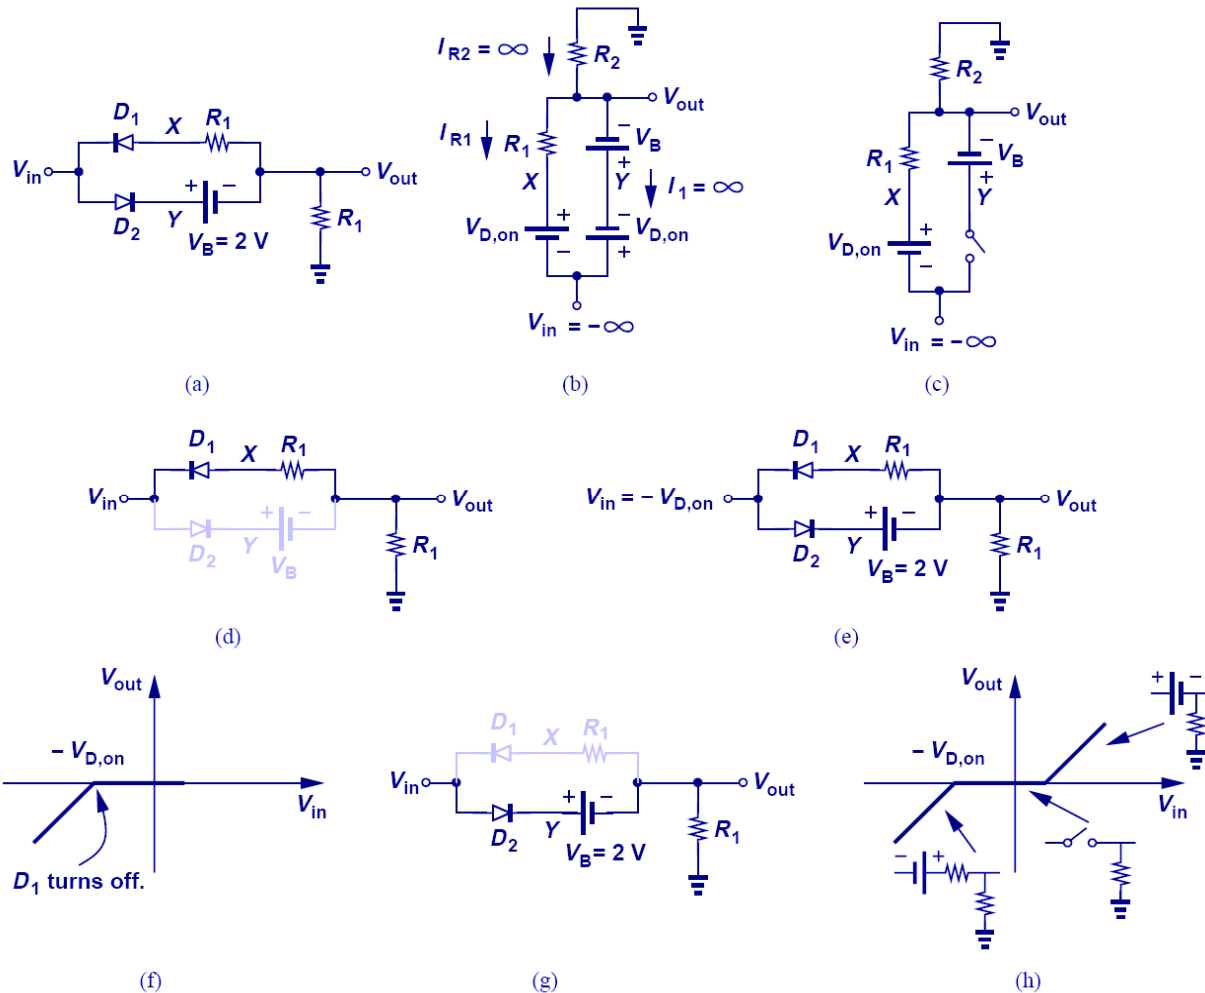 D1 X R1
Vin Vout
+ −
D2 Y R1
VB = 2 V
(a)
IR2 = ∞ R2
Vout
IR1 R1 − VB
+
X Y I1 = ∞
+ −
VD,on VD,on
− +
Vin = − ∞
(b)
R2
Vout
R1 − VB
+
X Y
+
VD,on
−
Vin = − ∞
(c)
D1 X R1
Vin Vout
+ −
D2 Y VB R1
(d)
D1 X R1
Vin = − VD,on Vout
+ −
D2 Y R1
VB = 2 V
(e)
Vout
− VD,on
Vin
D1 turns off.
(f)
D1 X R1
Vin Vout
+ −
D2 Y R1
VB = 2 V
(g)
Vout
+ −
− VD,on
Vin
− +
(h)